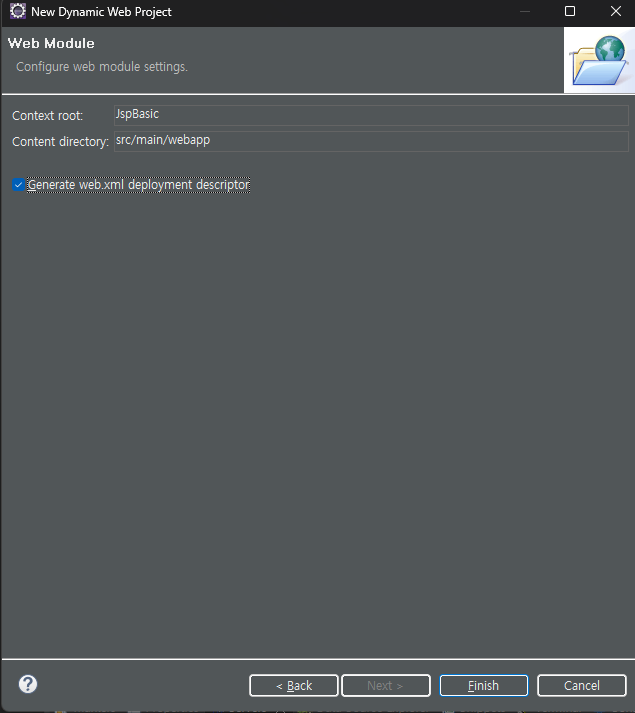 New Dynamic Web Project
Web Module
Configure web module settings.
Context root: JspBasic
Content directory: src/main/webapp
Generate web.xml deployment descriptor
?
< Back Next > Finish Cancel